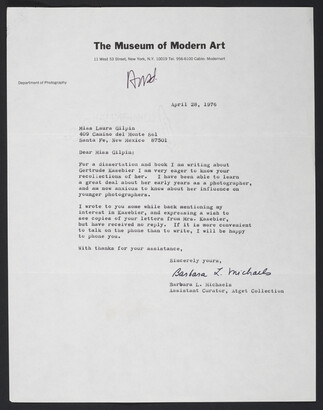 The Museum of Modern Art
11 West 53 Street, New York, N.Y. 10019 Tel. 956-6100 Cable: Modernart
Department of Photography
Ansd
April 28, 1976
Miss Laura Gilpin
409 Camino del Monte Sol
Santa Fe, New Mexico 87501
Dear Miss Gilpin:
For a dissertation and book I am writing about
Gertrude Kasebier I am very eager to know your
recollections of her. I have been able to learn
a great deal about her early years as a photographer,
and am now anxious to know about her influence on
younger photographers.
I wrote to you some while back mentioning my
interest in Kasebier, and expressing a wish to
see copies of your letters from Mrs. Kasebier,
but have received no reply. If it is more convenient
to talk on the phone than to write, I will be happy
to phone you.
With thanks for your assistance,
Sincerely yours,
Barbara L. Michaels
Barbara L. Michaels
Assistant Curator, Atget Collection